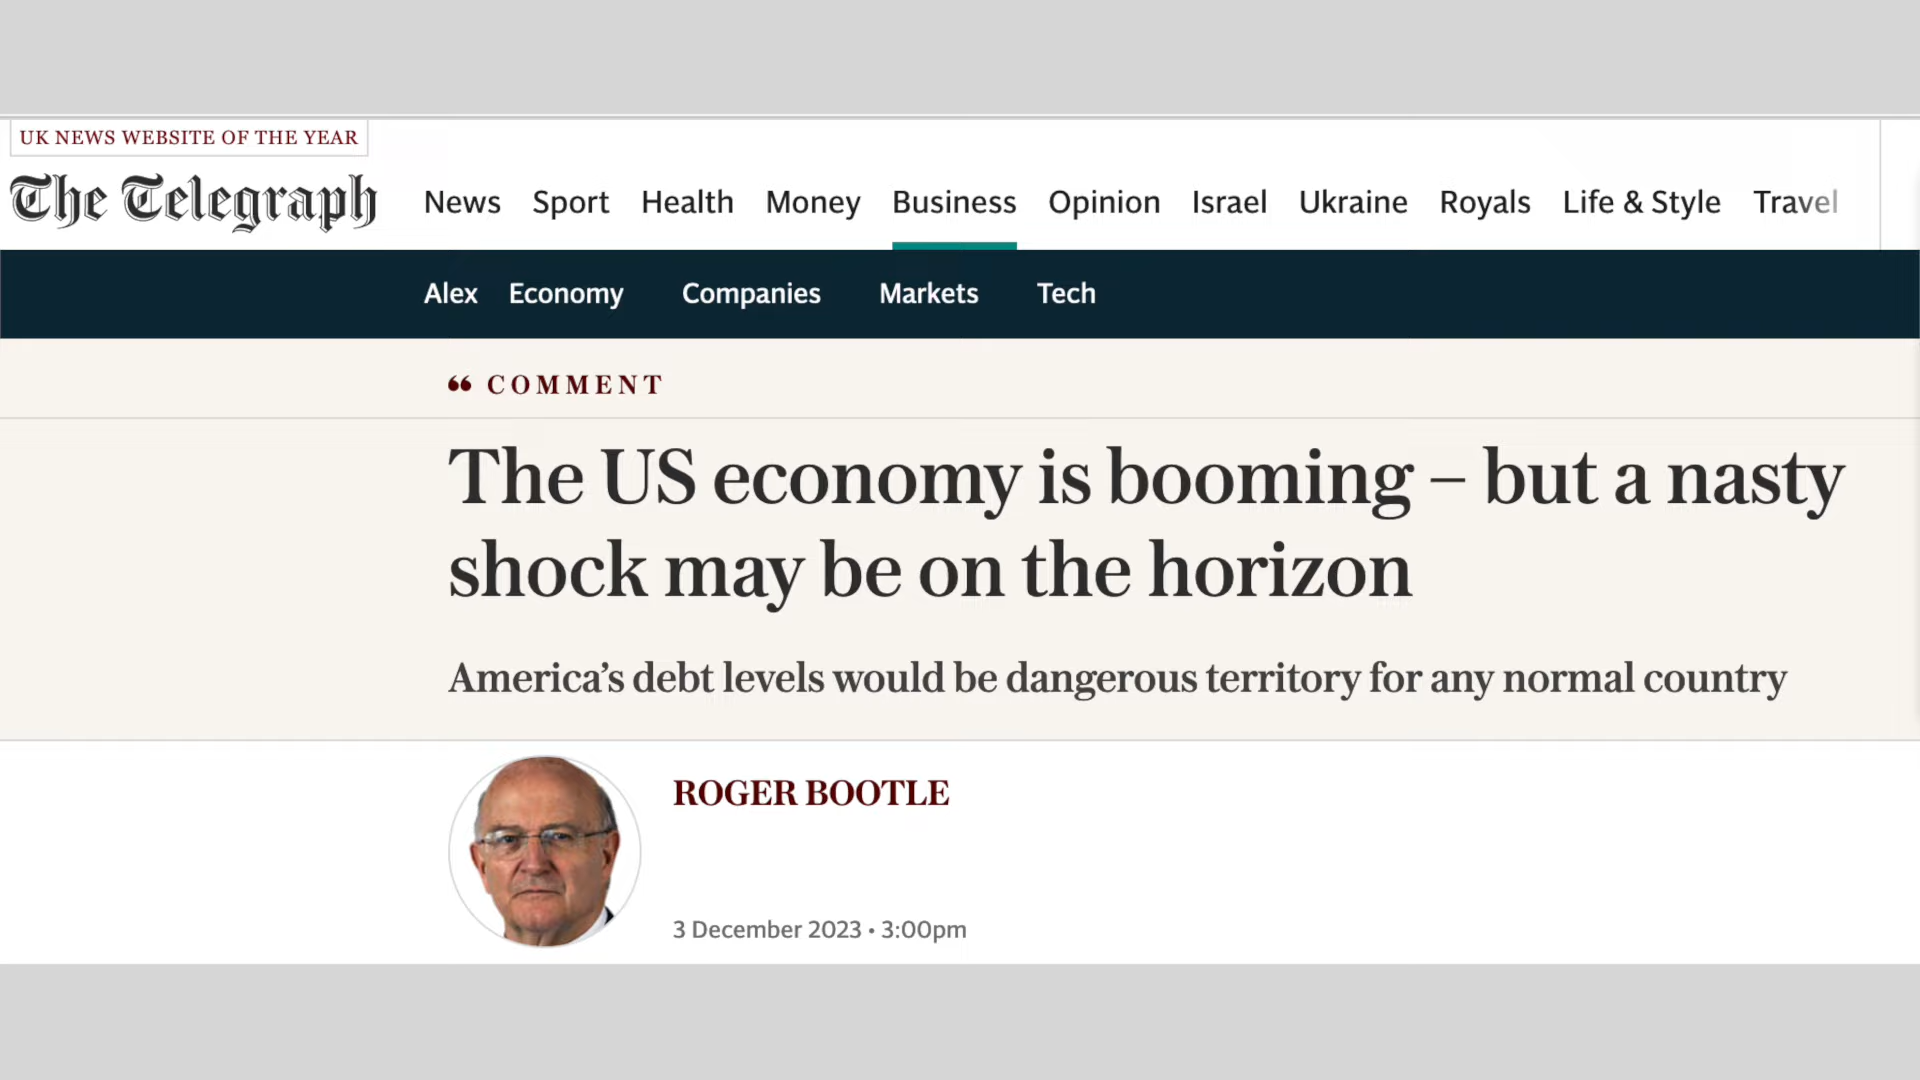 UK NEWS WEBSITE OF THE YEAR
The Telegraph
News Sport Health Money Business Opinion Israel Ukraine Royals Life & Style Travel
Alex Economy Companies Markets Tech
“ COMMENT
The US economy is booming – but a nasty
shock may be on the horizon
America’s debt levels would be dangerous territory for any normal country
ROGER BOOTLE
3 December 2023 • 3:00pm